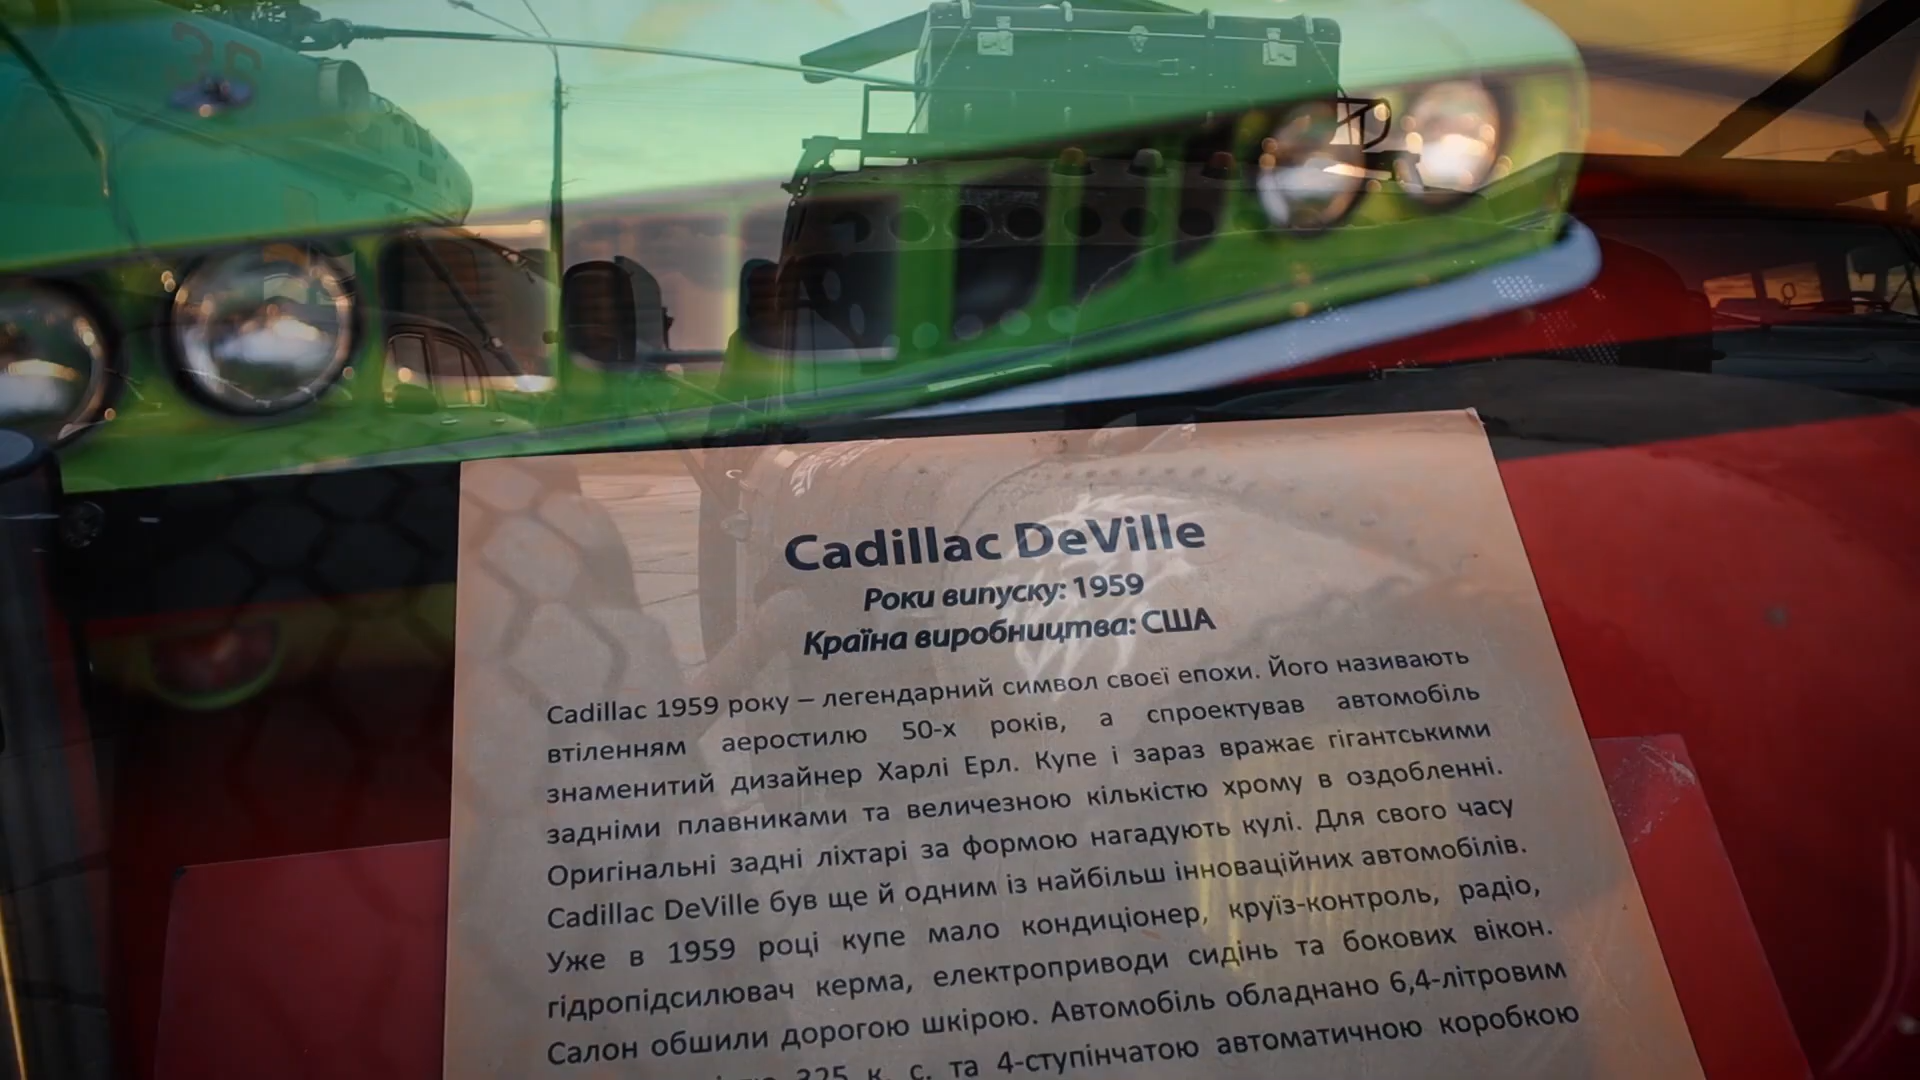 36
Cadillac DeVille
Роки випуску: 1959
Країна виробництва: США
Cadillac 1959 року – легендарний символ своєї епохи. Його називають
втіленням аеростилю 50-х років, а спроектував автомобіль
знаменитий дизайнер Харлі Ерл. Купе і зараз вражає гігантськими
задніми плавниками та величезною кількістю хрому в оздобленні.
Оригінальні задні ліхтарі за формою нагадують кулі. Для свого часу
Cadillac DeVille був ще й одним із найбільш інноваційних автомобілів.
Уже в 1959 році купе мало кондиціонер, круїз-контроль, радіо,
гідропідсилювач керма, електроприводи сидінь та бокових вікон.
Салон обшили дорогою шкірою. Автомобіль обладнано 6,4-літровим
325 к. с. та 4-ступінчатою автоматичною коробкою